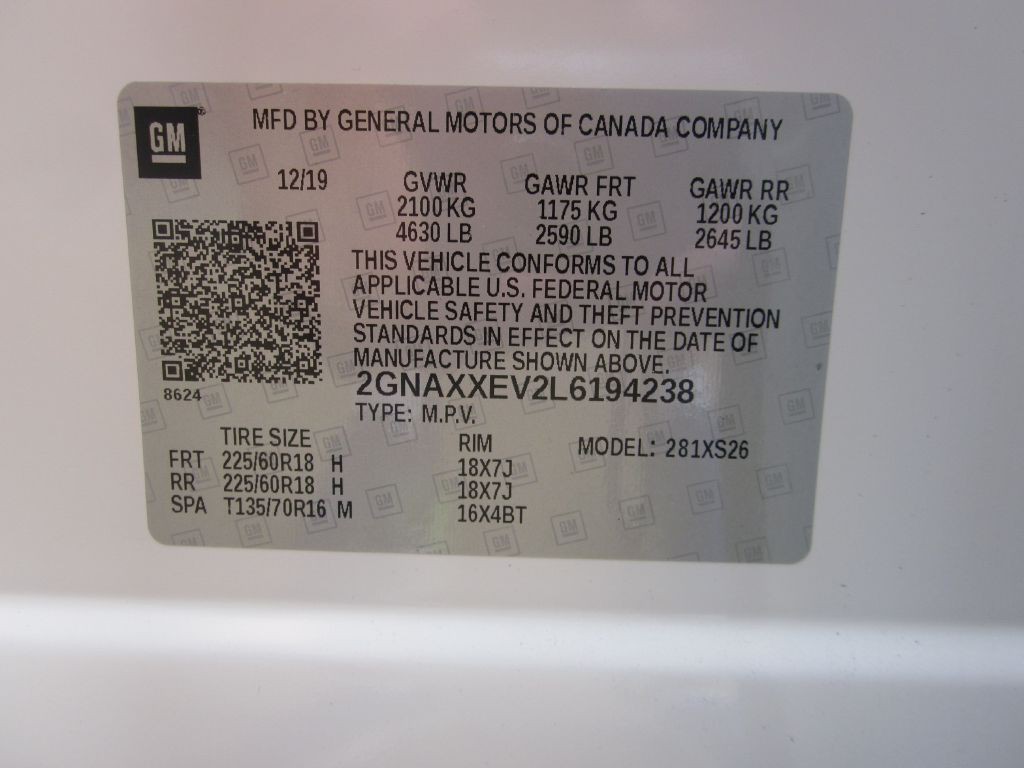 GM ®
MFD BY GENERAL MOTORS OF CANADA COMPANY
12/19 GVWR GAWR FRT GAWR RR
2100 KG 1175 KG 1200 KG
4630 LB 2590 LB 2645 LB
THIS VEHICLE CONFORMS TO ALL
APPLICABLE U.S. FEDERAL MOTOR
VEHICLE SAFETY AND THEFT PREVENTION
STANDARDS IN EFFECT ON THE DATE OF
MANUFACTURE SHOWN ABOVE.
8624
2GNAXXEV2L6194238
TYPE: M.P.V.
TIRE SIZE RIM MODEL: 281XS26
FRT 225/60R18 H 18X7J
RR 225/60R18 H 18X7J
SPA T135/70R16 M 16X4BT